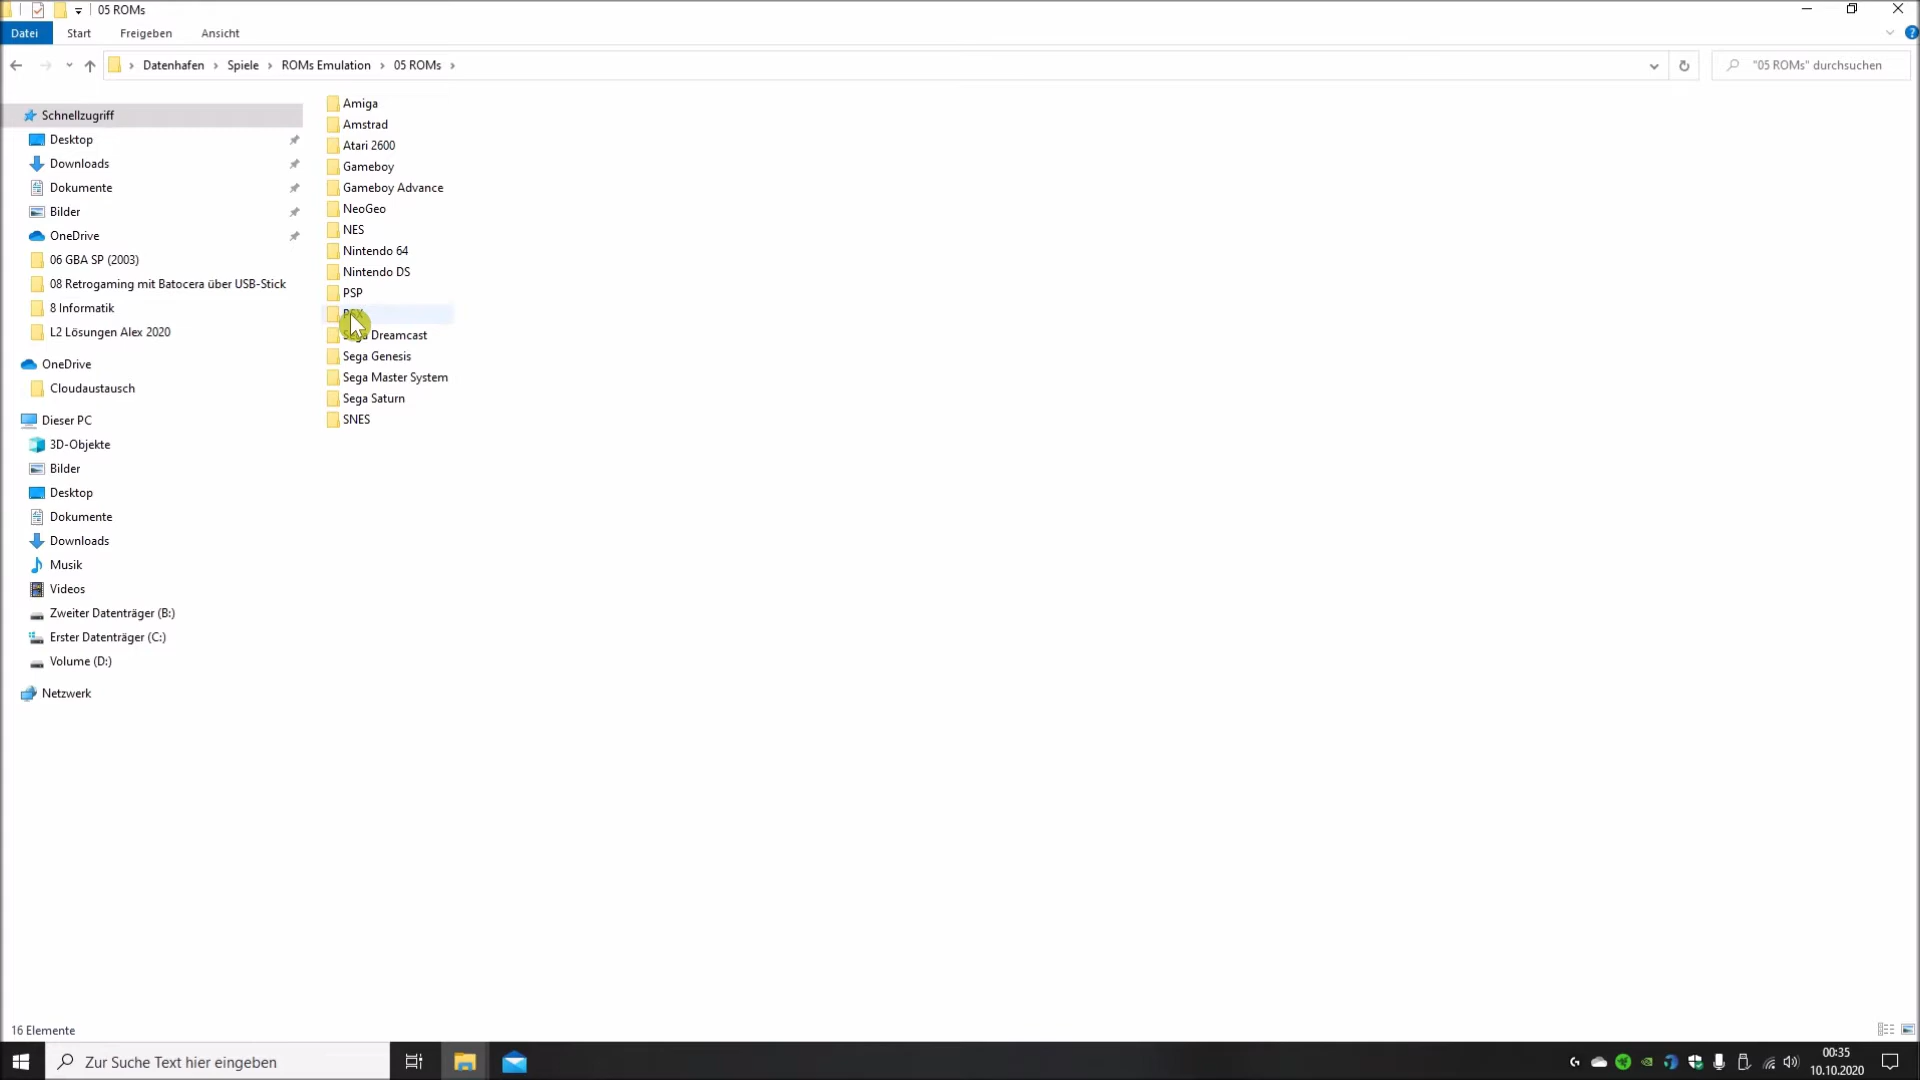 05 ROMs
Datei Start Freigeben Ansicht
Datenhafen Spiele ROMs Emulation 05 ROMs
"05 ROMs" durchsuchen
Schnellzugriff
Desktop
Downloads
Dokumente
Bilder
OneDrive
06 GBA SP (2003)
08 Retrogaming mit Batocera über USB-Stick
8 Informatik
L2 Lösungen Alex 2020
OneDrive
Cloudaustausch
Dieser PC
3D-Objekte
Bilder
Desktop
Dokumente
Downloads
Musik
Videos
Zweiter Datenträger (B:)
Erster Datenträger (C:)
Volume (D:)
Netzwerk
Amiga
Amstrad
Atari 2600
Gameboy
Gameboy Advance
NeoGeo
NES
Nintendo 64
Nintendo DS
PSP
PSX
Sega Dreamcast
Sega Genesis
Sega Master System
Sega Saturn
SNES
16 Elemente
Zur Suche Text hier eingeben
00:35
10.10.2020